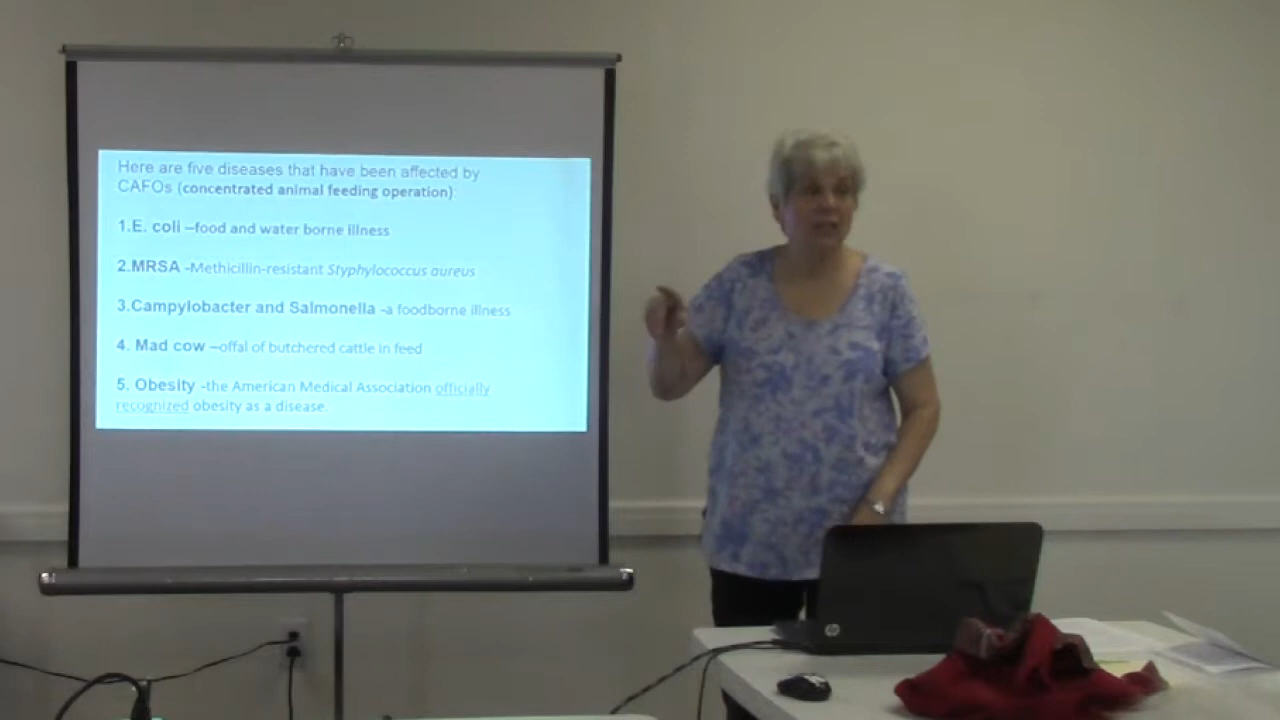 Here are five diseases that have been affected by
CAFOs (concentrated animal feeding operation):
1.E. coli –food and water borne illness
2.MRSA -Methicillin-resistant Styphylococcus aureus
3.Campylobacter and Salmonella -a foodborne illness
4. Mad cow –offal of butchered cattle in feed
5. Obesity -the American Medical Association officially
recognized obesity as a disease.
hp